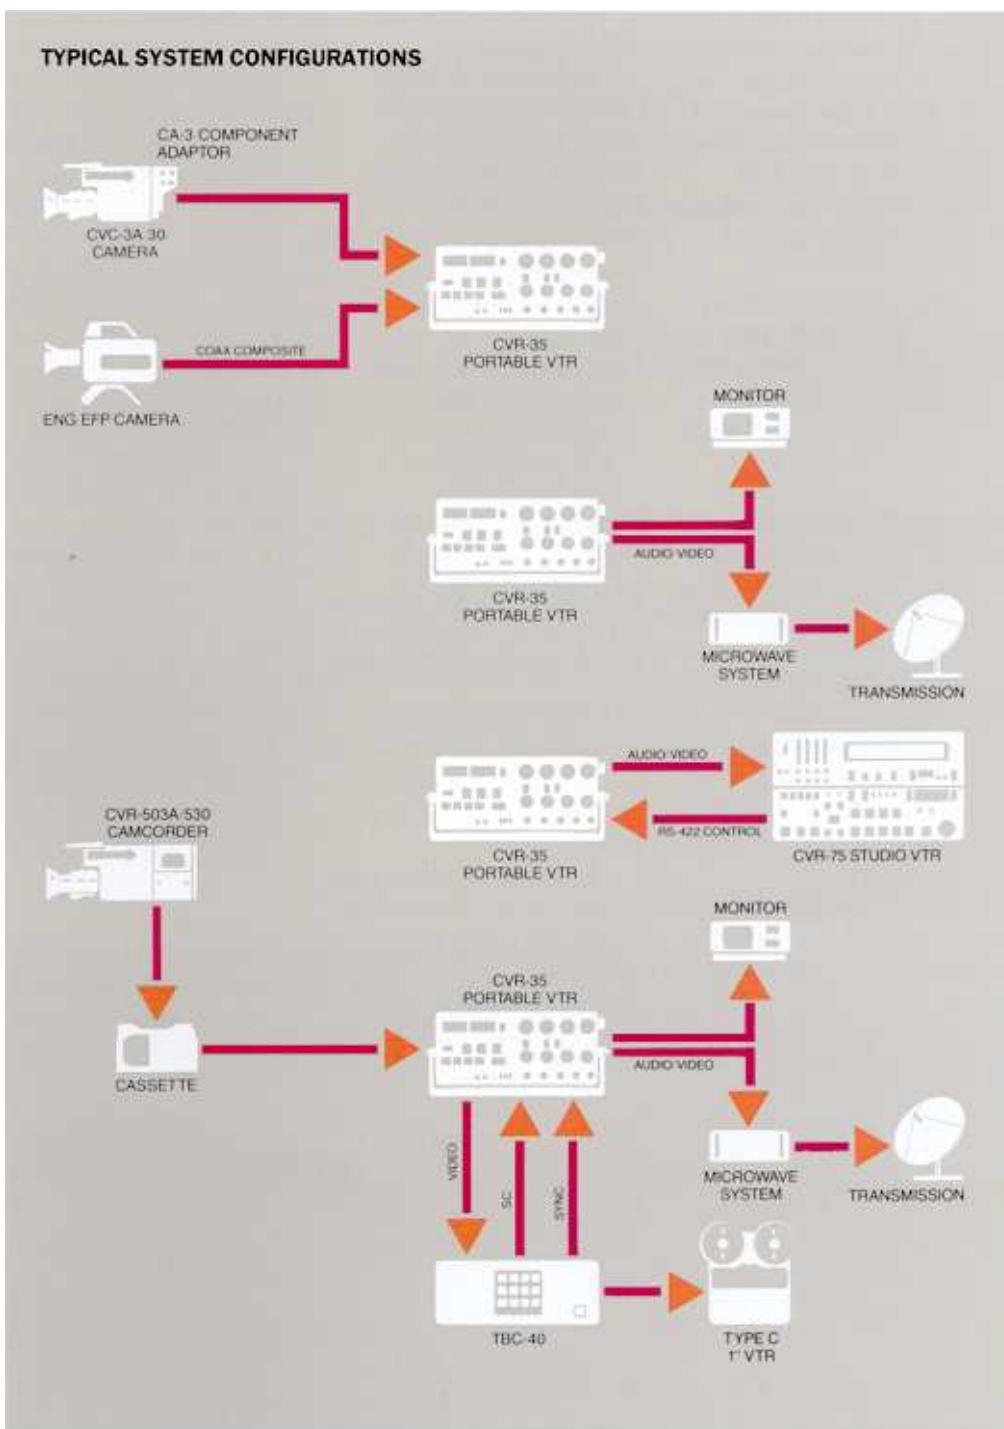 TYPICAL SYSTEM CONFIGURATIONS
CA-3 COMPONENT
ADAPTOR
CVC-3A 30
CAMERA
CVR-35
PORTABLE VTR
COAX COMPOSITE
ENG EFP CAMERA
MONITOR
AUDIO VIDEO
CVR-35
PORTABLE VTR
MICROWAVE
SYSTEM
TRANSMISSION
AUDIO VIDEO
RS-422 CONTROL
CVR-35
PORTABLE VTR
CVR-75 STUDIO VTR
CVR-503A/530
CAMCORDER
CASSETTE
MONITOR
CVR-35
PORTABLE VTR
AUDIO VIDEO
VIDEO
SC
SYNC
MICROWAVE
SYSTEM
TRANSMISSION
TBC-40
TYPE C
1" VTR